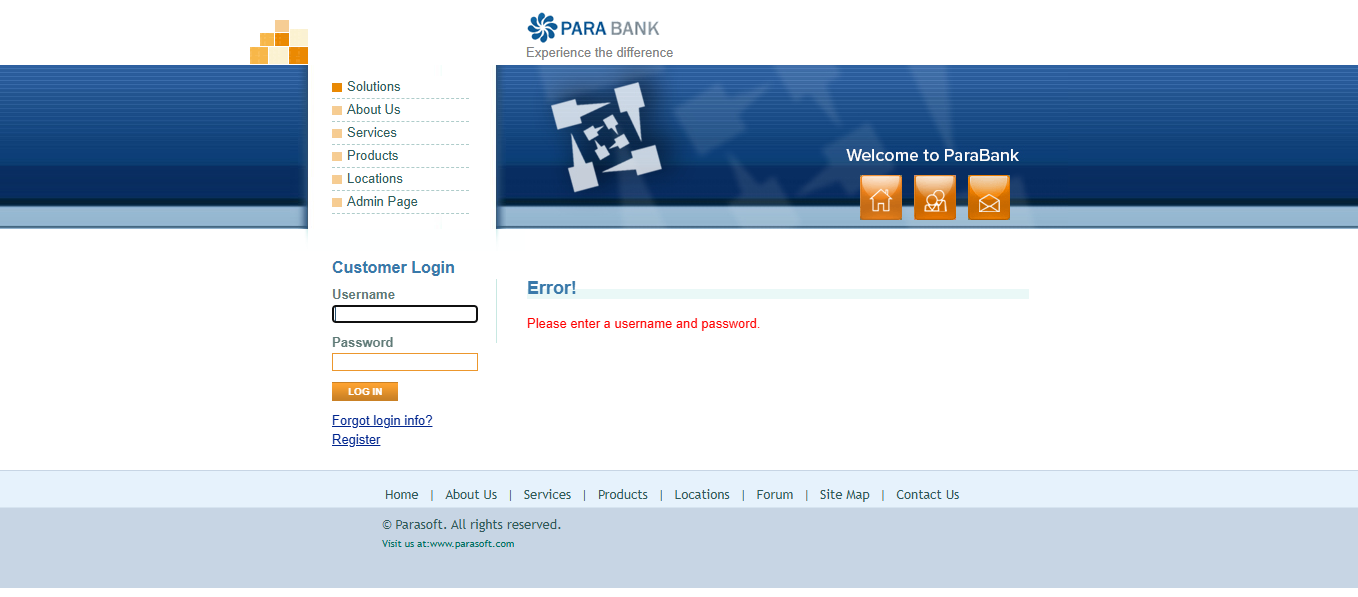 PARA BANK
Experience the difference
Solutions
About Us
Services
Products
Locations
Admin Page
Welcome to ParaBank
Customer Login
Username
Password
LOG IN
Forgot login info?
Register
Error!
Please enter a username and password.
Home | About Us | Services | Products | Locations | Forum | Site Map | Contact Us
© Parasoft. All rights reserved.
Visit us at:www.parasoft.com